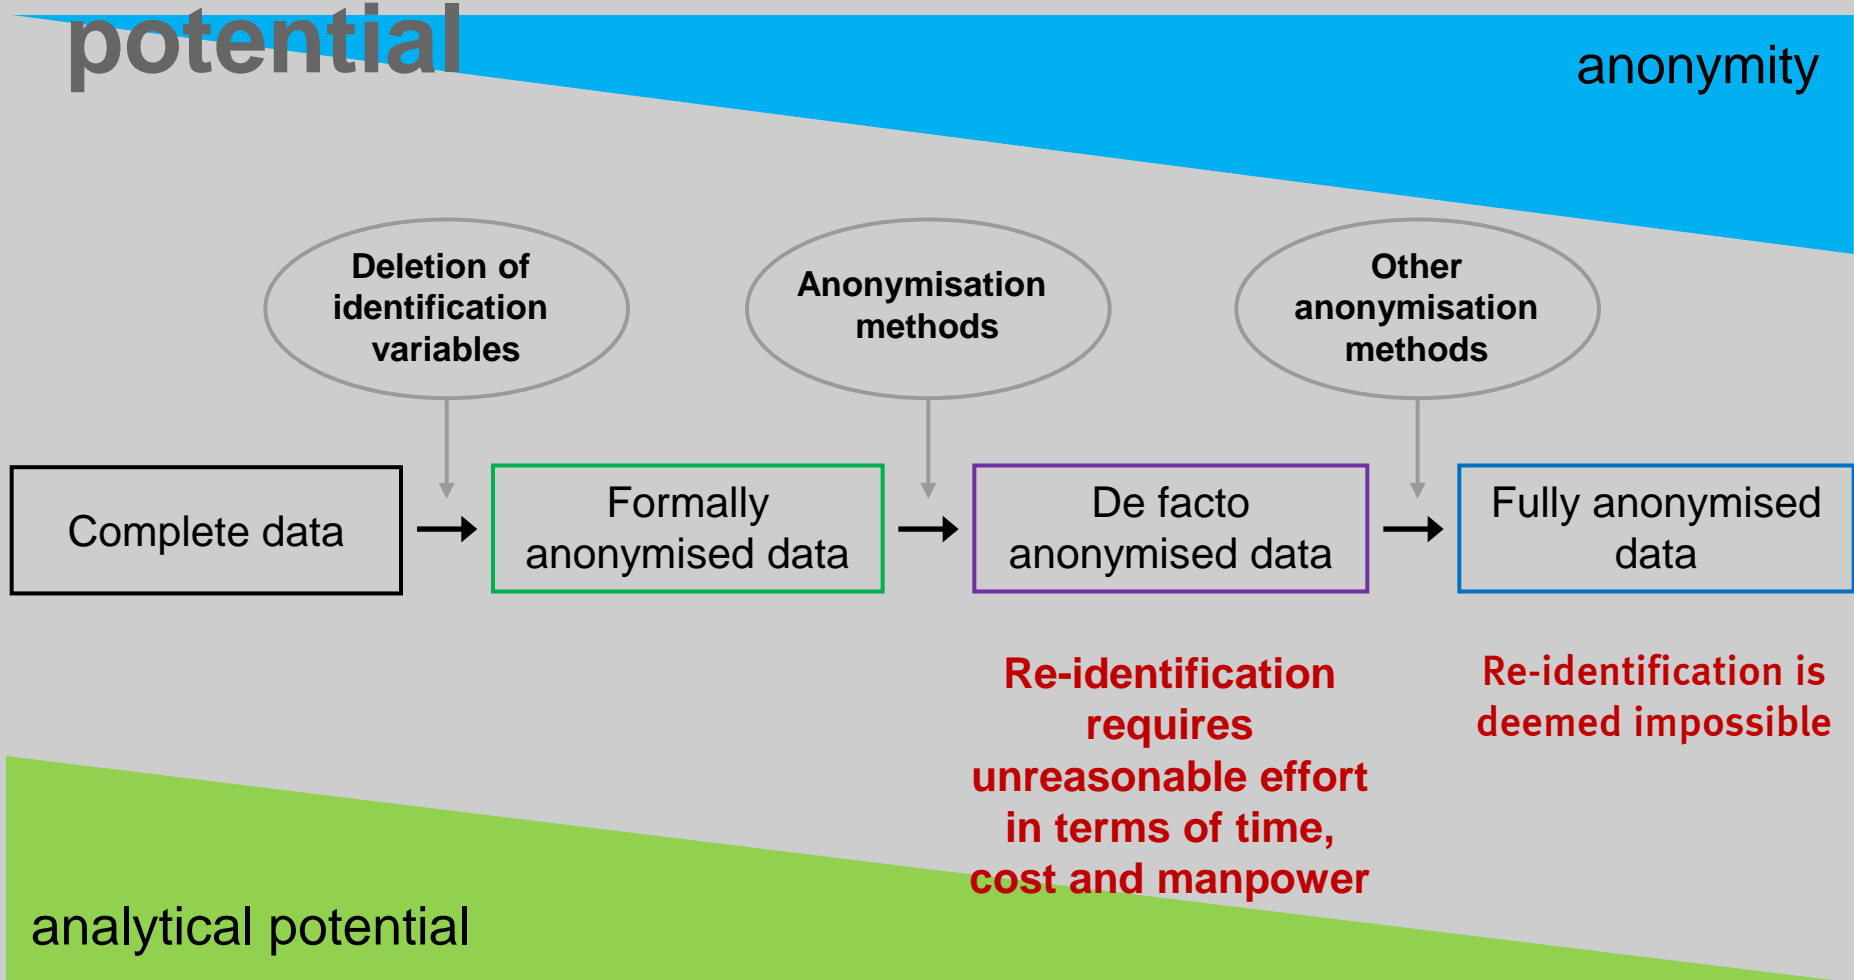 potential
anonymity
Deletion of
identification
variables
Anonymisation
methods
Other
anonymisation
methods
Complete data
Formally
anonymised data
De facto
anonymised data
Fully anonymised
data
Re-identification
requires
unreasonable effort
in terms of time,
cost and manpower
Re-identification is
deemed impossible
analytical potential